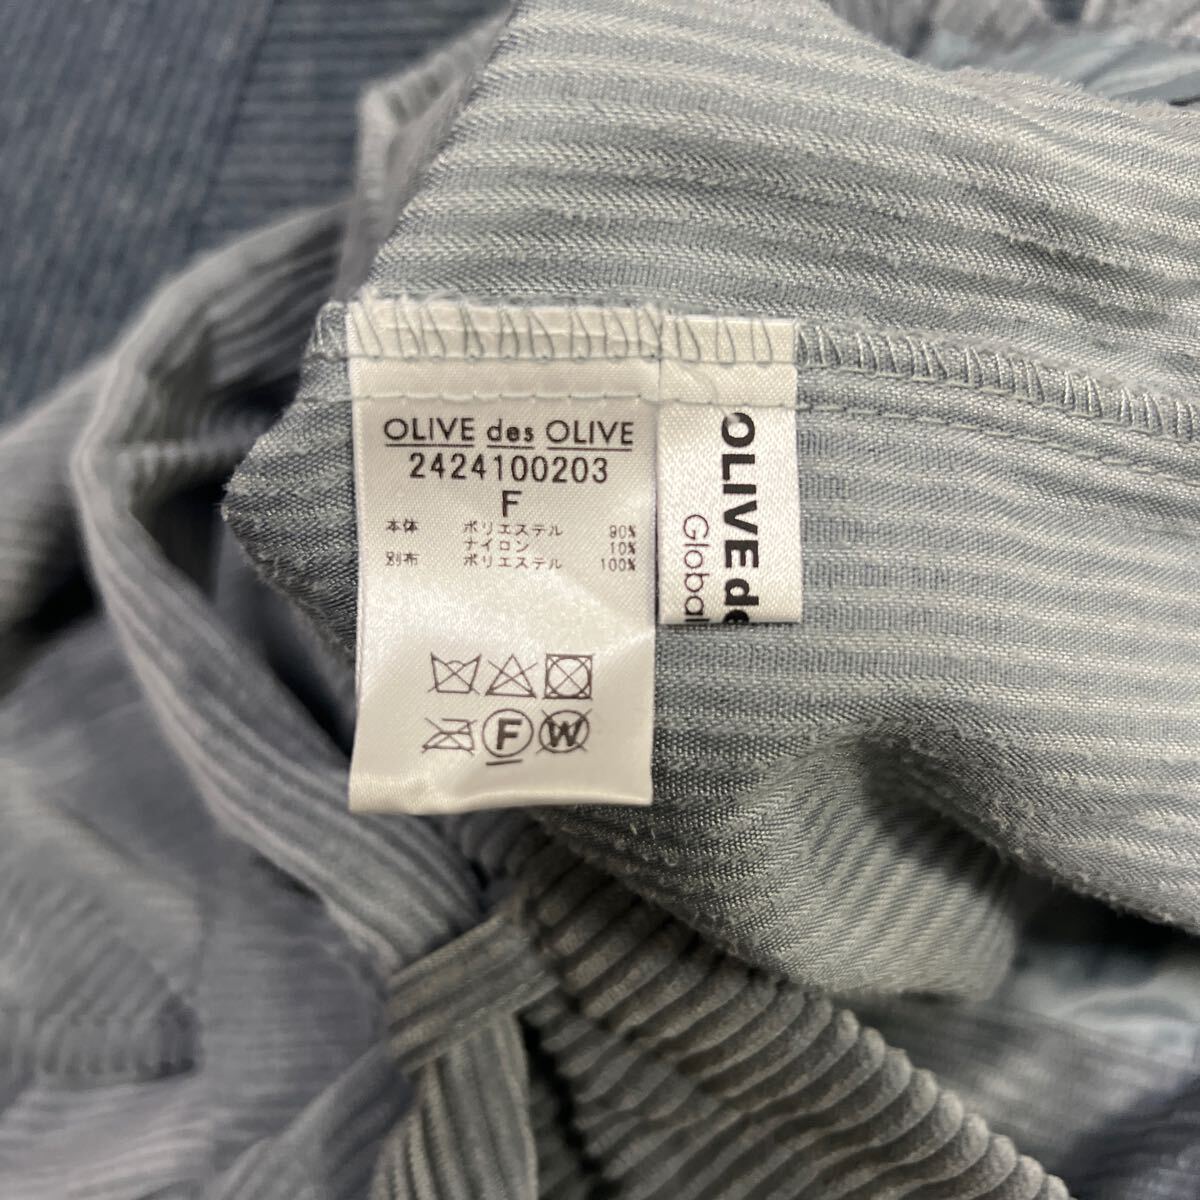 OLIVE des OLIVE
2424100203
F
本体 ポリエステル 90%
ナイロン 10%
別布 ポリエステル 100%
F W
OLIVE de
Global